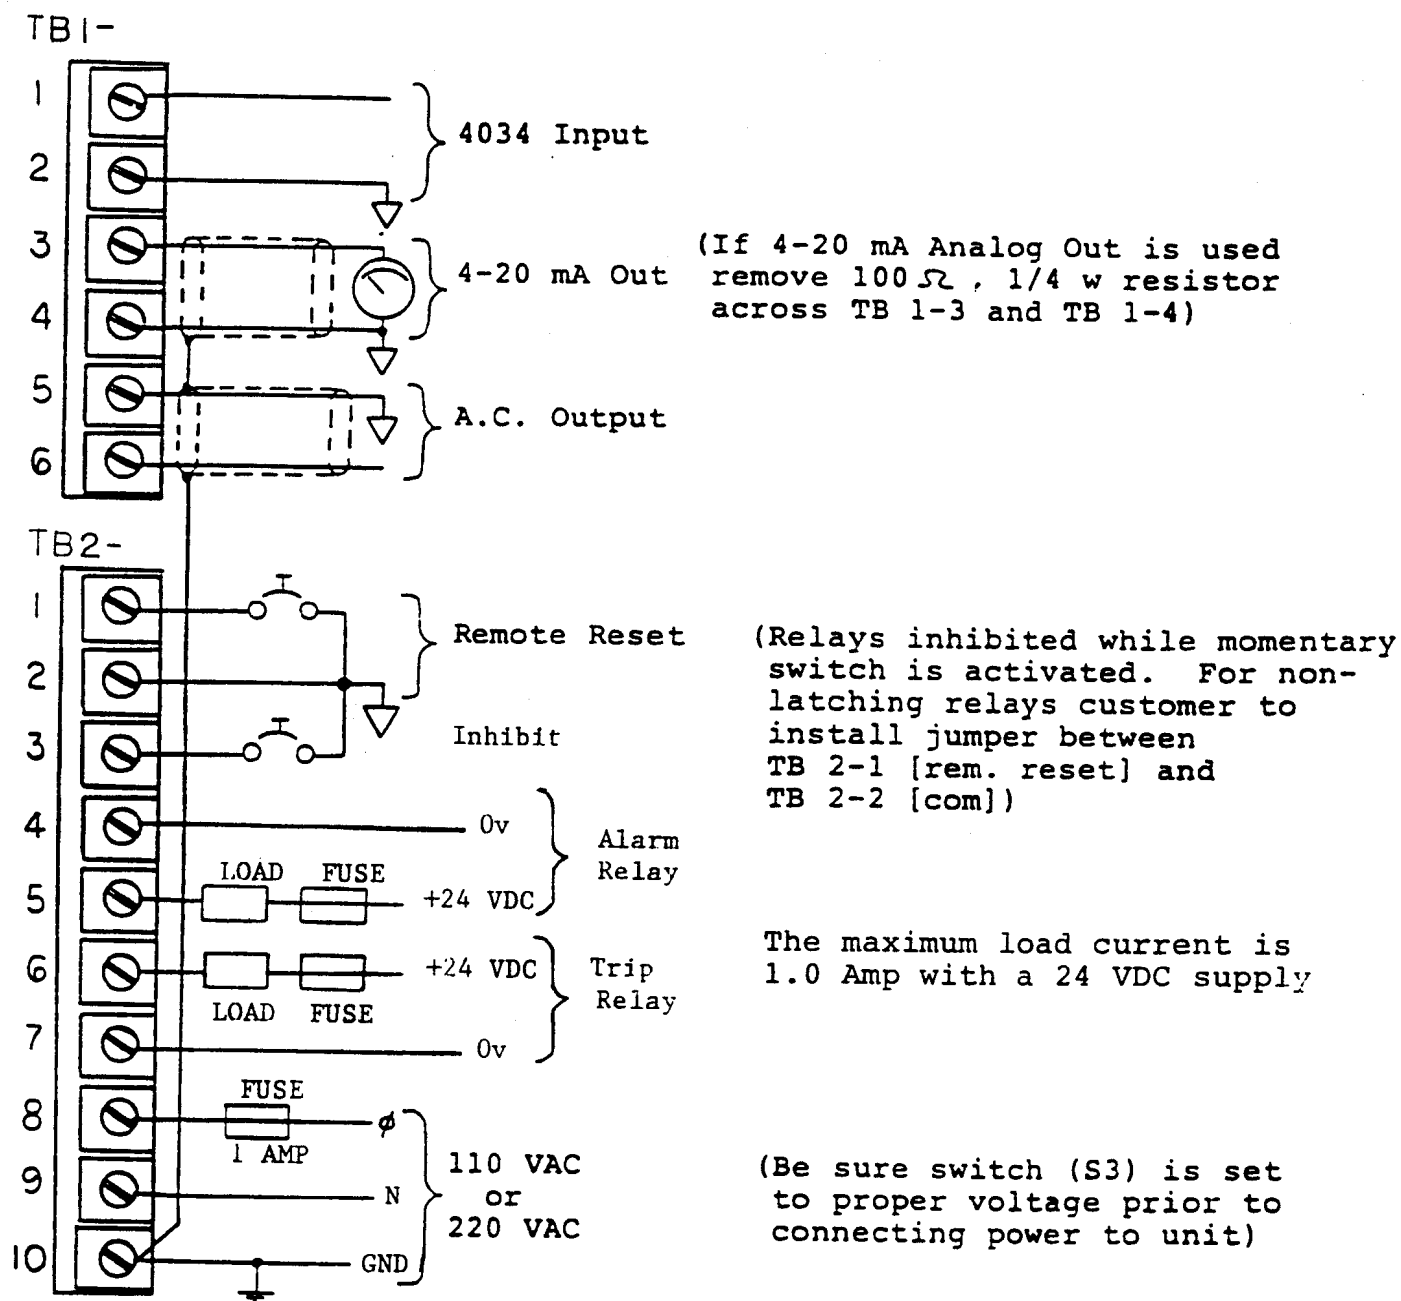 TB1-
1
4034 Input
2
3
4-20 mA Out
(If 4-20 mA Analog Out is used
remove 100Ω, 1/4 w resistor
across TB 1-3 and TB 1-4)
4
5
A.C. Output
6
TB2-
1
Remote Reset
(Relays inhibited while momentary
switch is activated. For non-
latching relays customer to
install jumper between
TB 2-1 [rem. reset] and
TB 2-2 [com])
2
3
Inhibit
4
0v
Alarm
Relay
LOAD
FUSE
5
+24 VDC
The maximum load current is
1.0 Amp with a 24 VDC supply
6
+24 VDC
Trip
Relay
LOAD
FUSE
7
0v
FUSE
8
ø
1 AMP
110 VAC
or
220 VAC
(Be sure switch (S3) is set
to proper voltage prior to
connecting power to unit)
9
N
10
GND